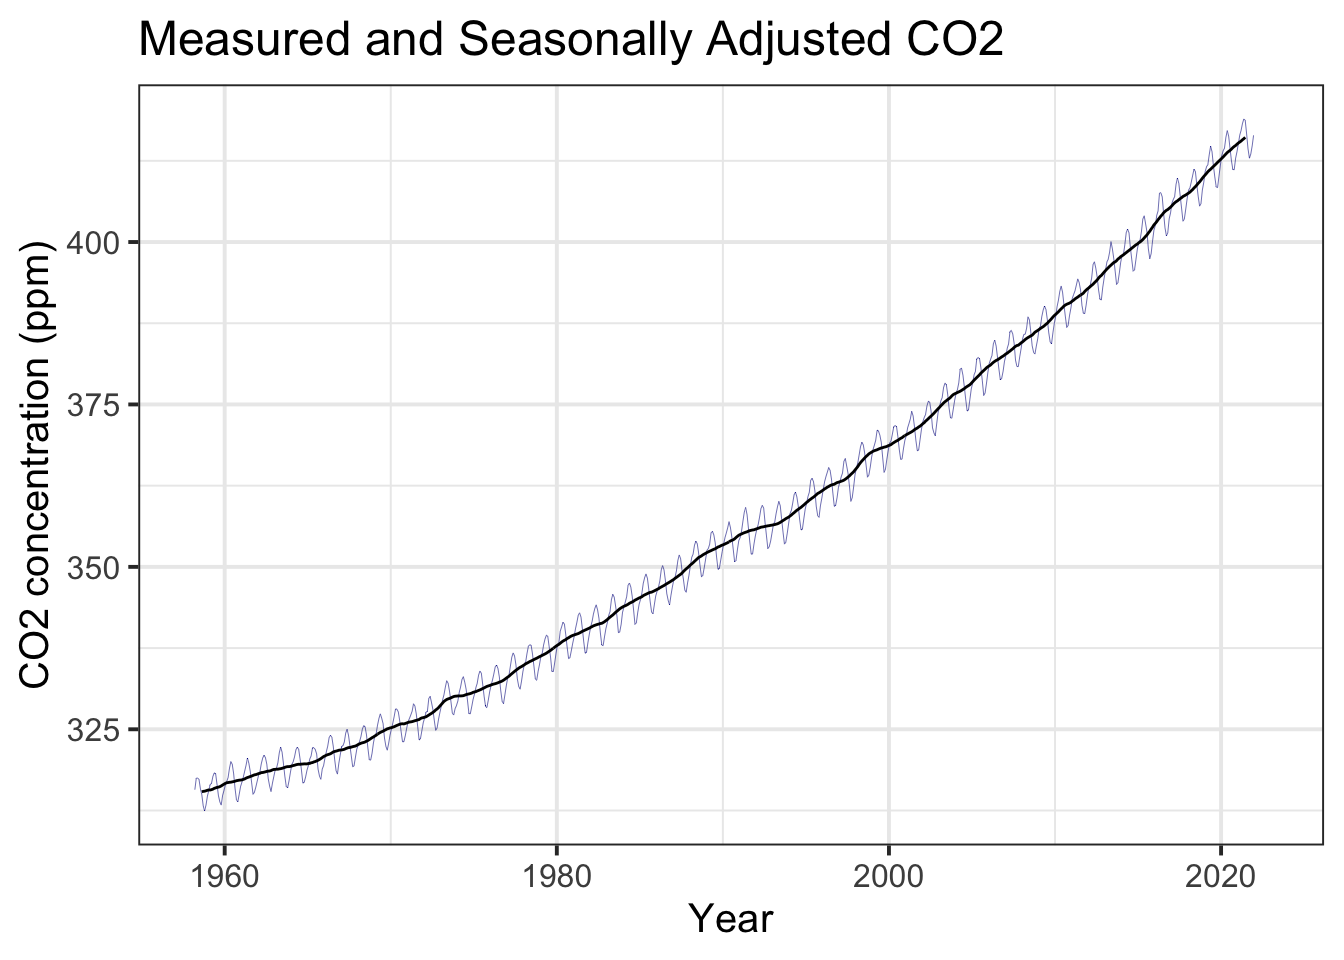 Measured and Seasonally Adjusted CO2
CO2 concentration (ppm)
400
375
350
325
1960
1980
2000
2020
Year